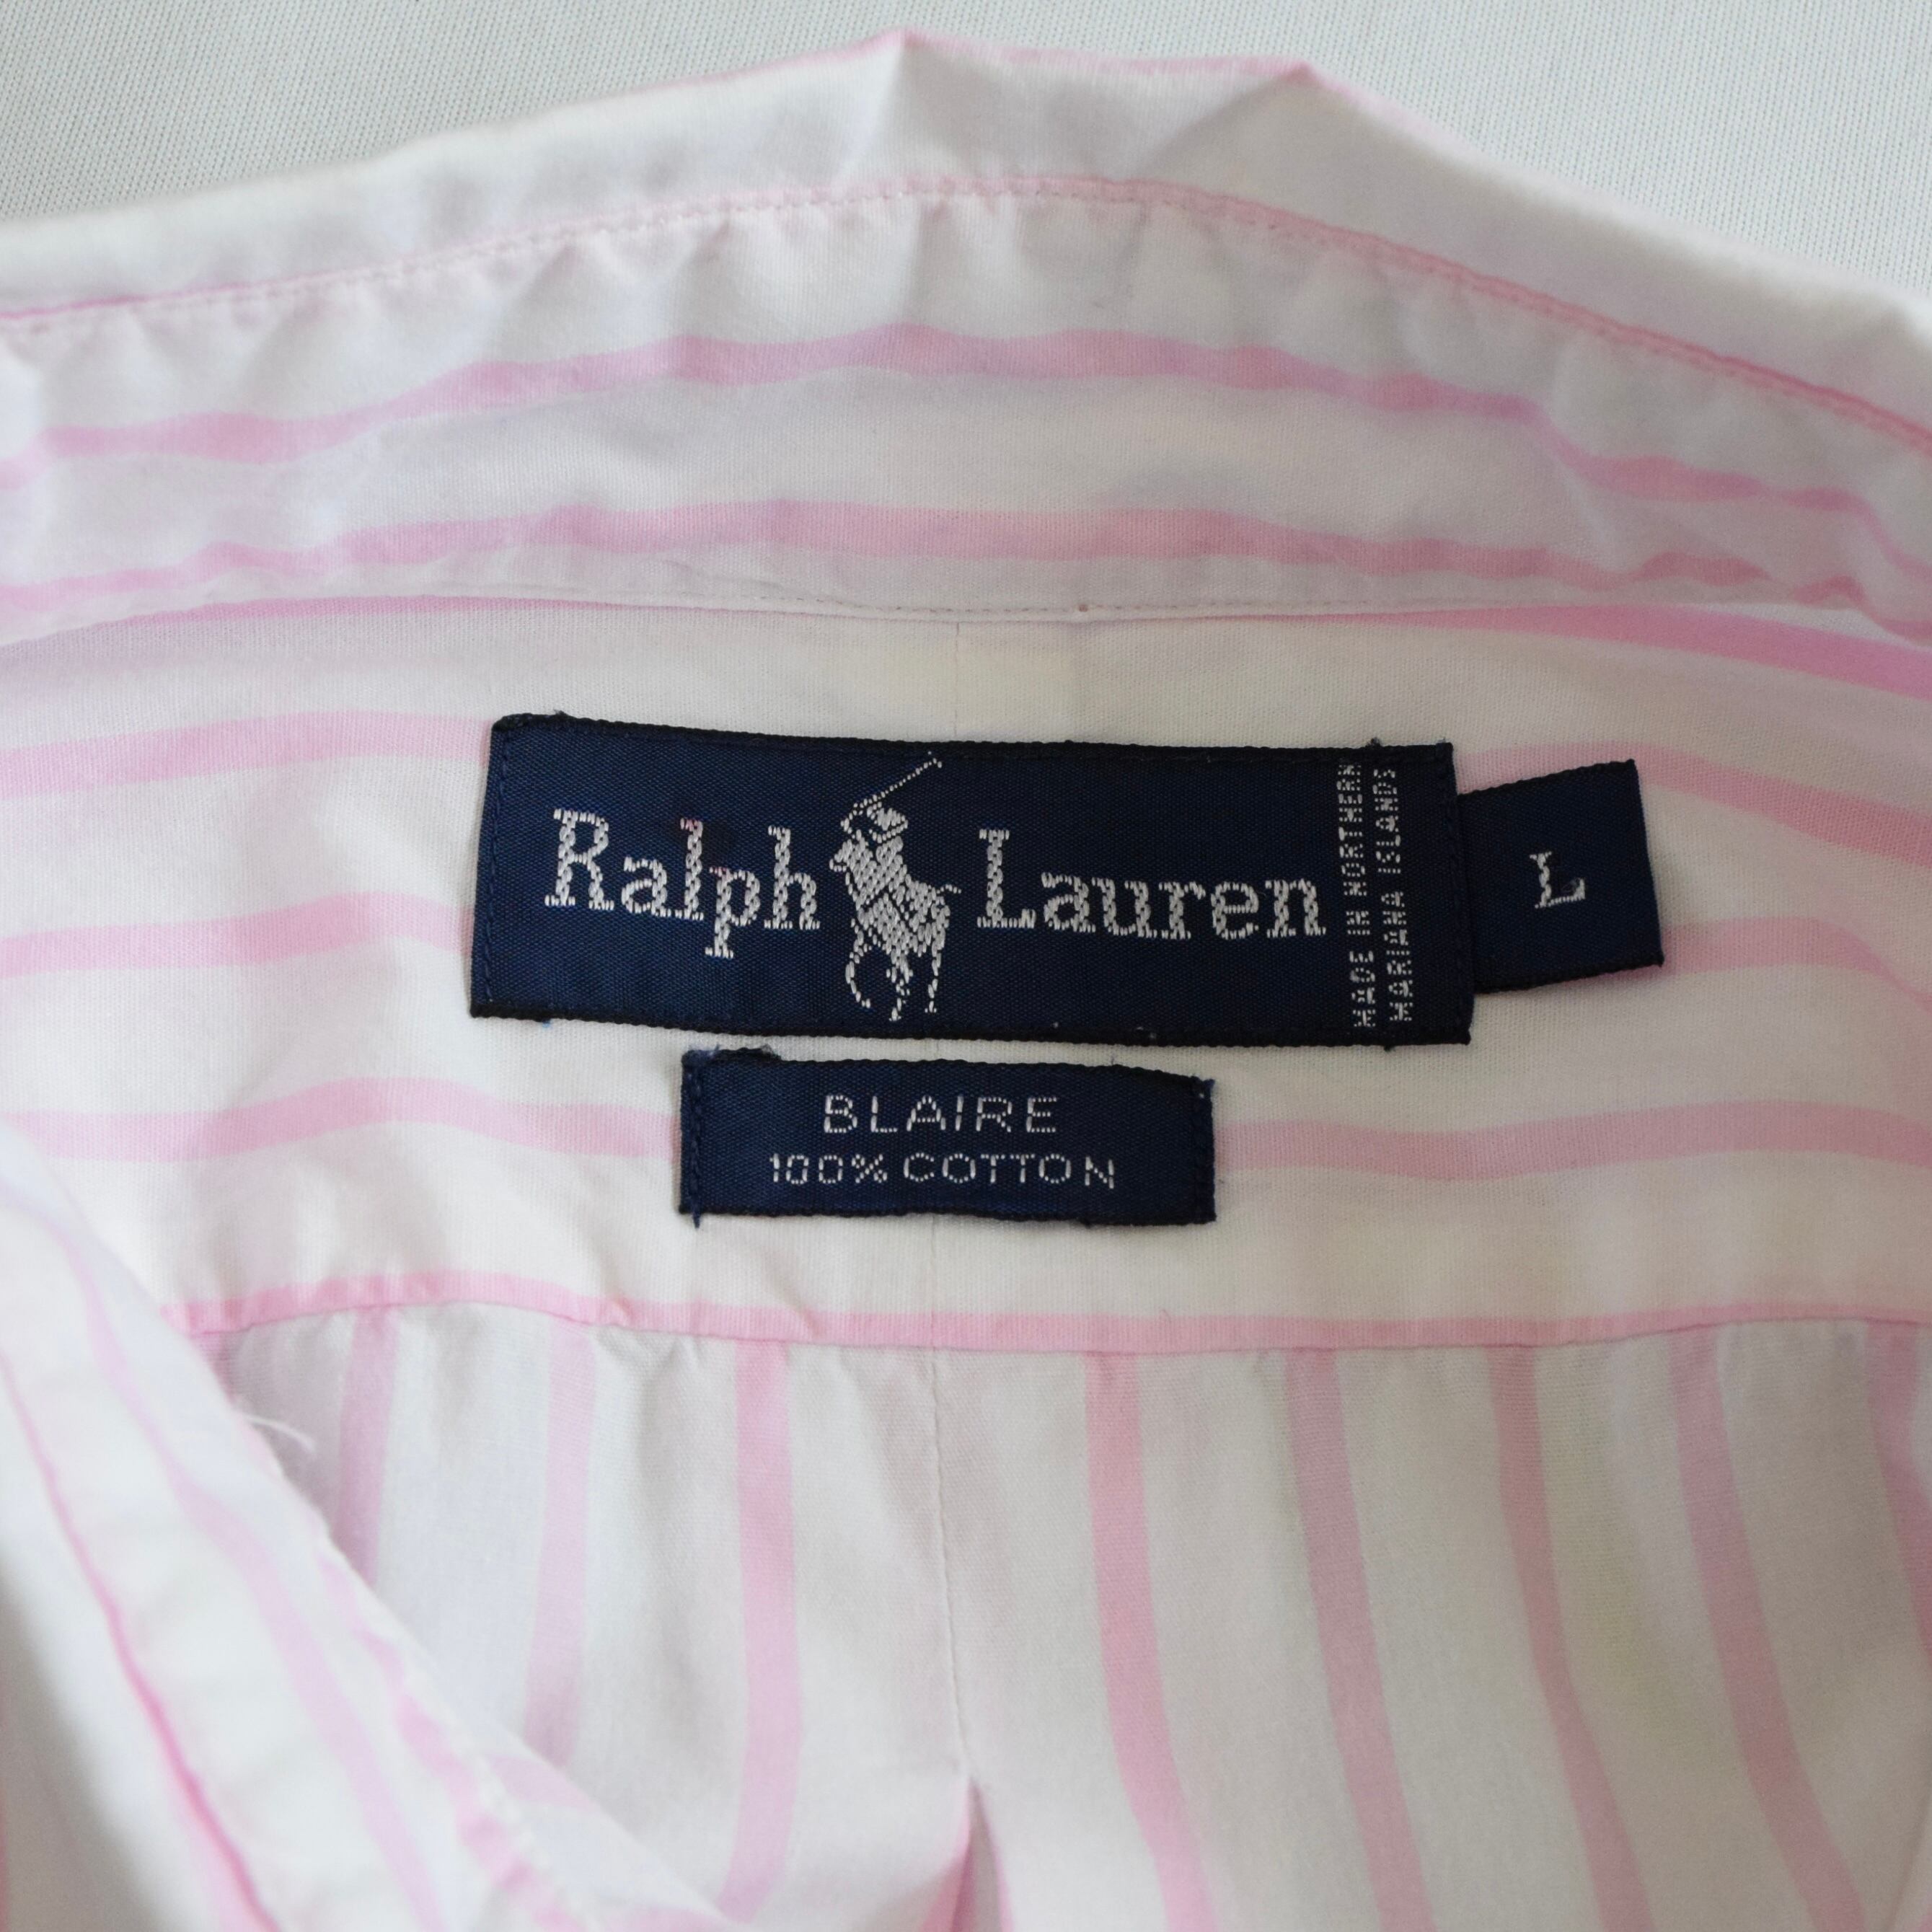 Ralph Lauren
MADE IN NORTHERN
MARIANA ISLANDS
L
BLAIRE
100% COTTON